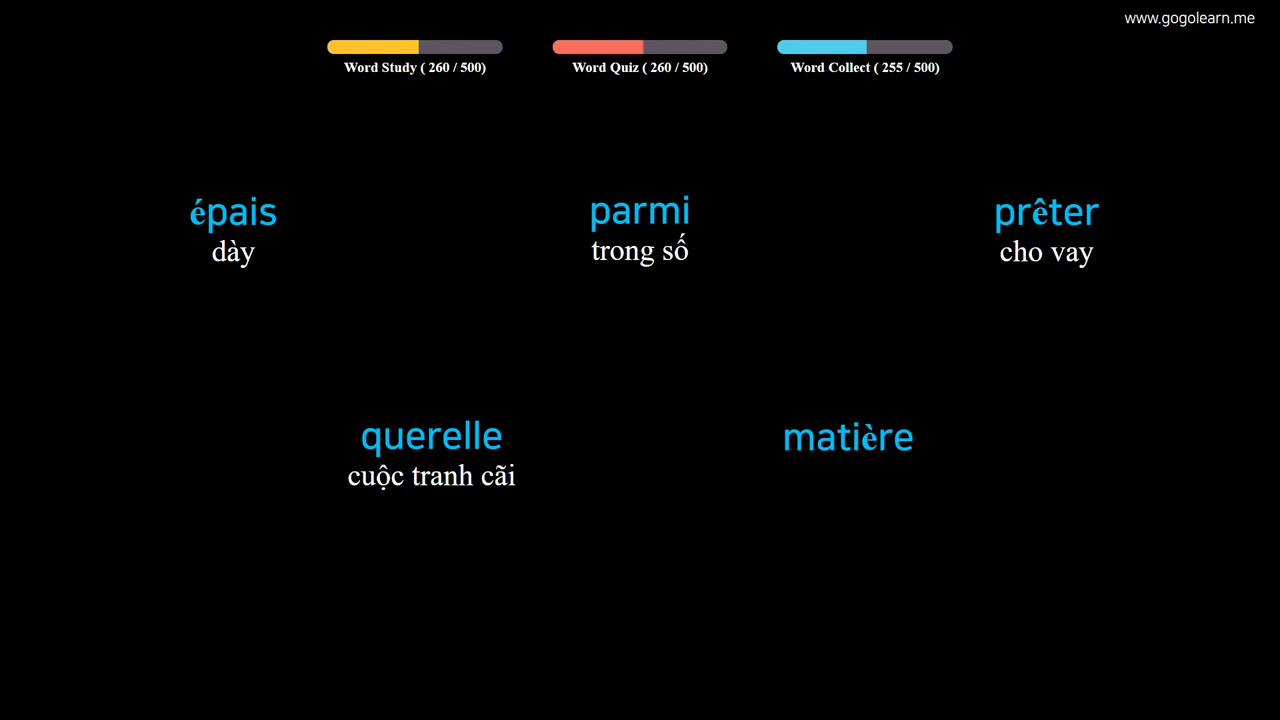 www.gogolearn.me
Word Study ( 260 / 500)
Word Quiz ( 260 / 500)
Word Collect ( 255 / 500)
épais
dày
parmi
trong số
prêter
cho vay
querelle
cuộc tranh cãi
matière